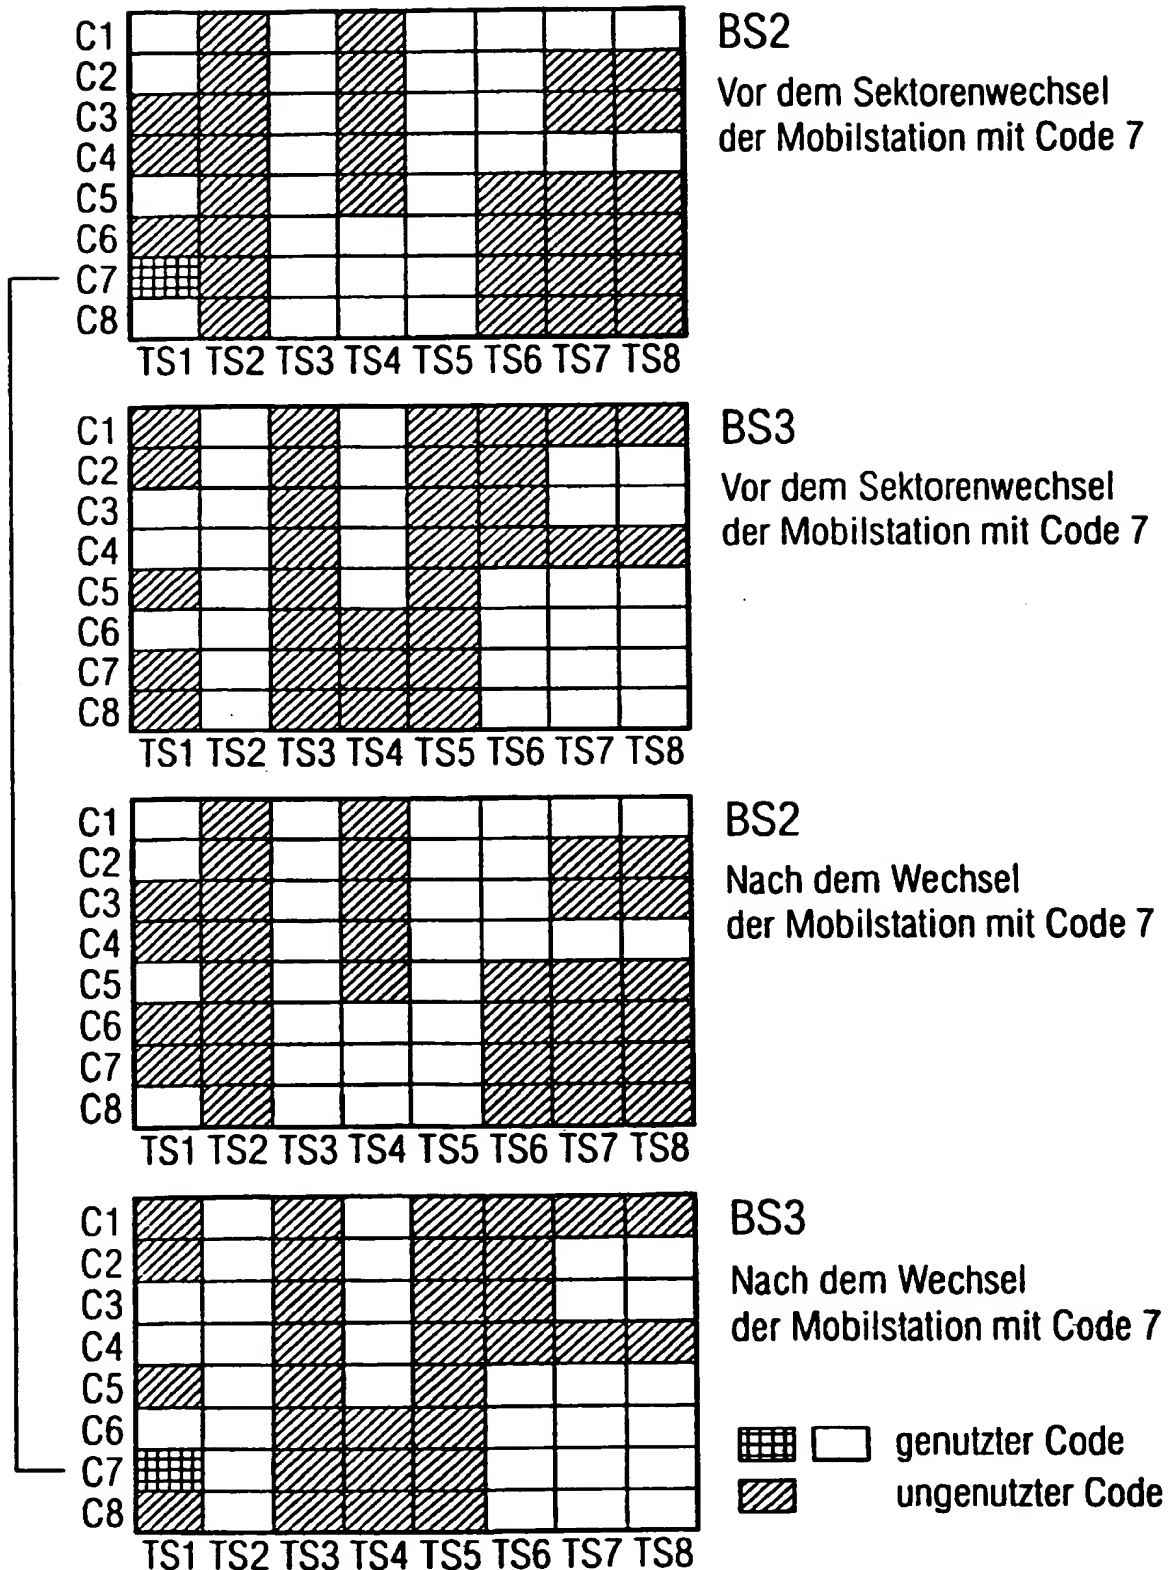 C1
C2
C3
C4
C5
C6
C7
C8
TS1 TS2 TS3 TS4 TS5 TS6 TS7 TS8
BS2
Vor dem Sektorenwechsel
der Mobilstation mit Code 7
C1
C2
C3
C4
C5
C6
C7
C8
TS1 TS2 TS3 TS4 TS5 TS6 TS7 TS8
BS3
Vor dem Sektorenwechsel
der Mobilstation mit Code 7
C1
C2
C3
C4
C5
C6
C7
C8
TS1 TS2 TS3 TS4 TS5 TS6 TS7 TS8
BS2
Nach dem Wechsel
der Mobilstation mit Code 7
C1
C2
C3
C4
C5
C6
C7
C8
TS1 TS2 TS3 TS4 TS5 TS6 TS7 TS8
BS3
Nach dem Wechsel
der Mobilstation mit Code 7
genutzter Code
ungenutzter Code